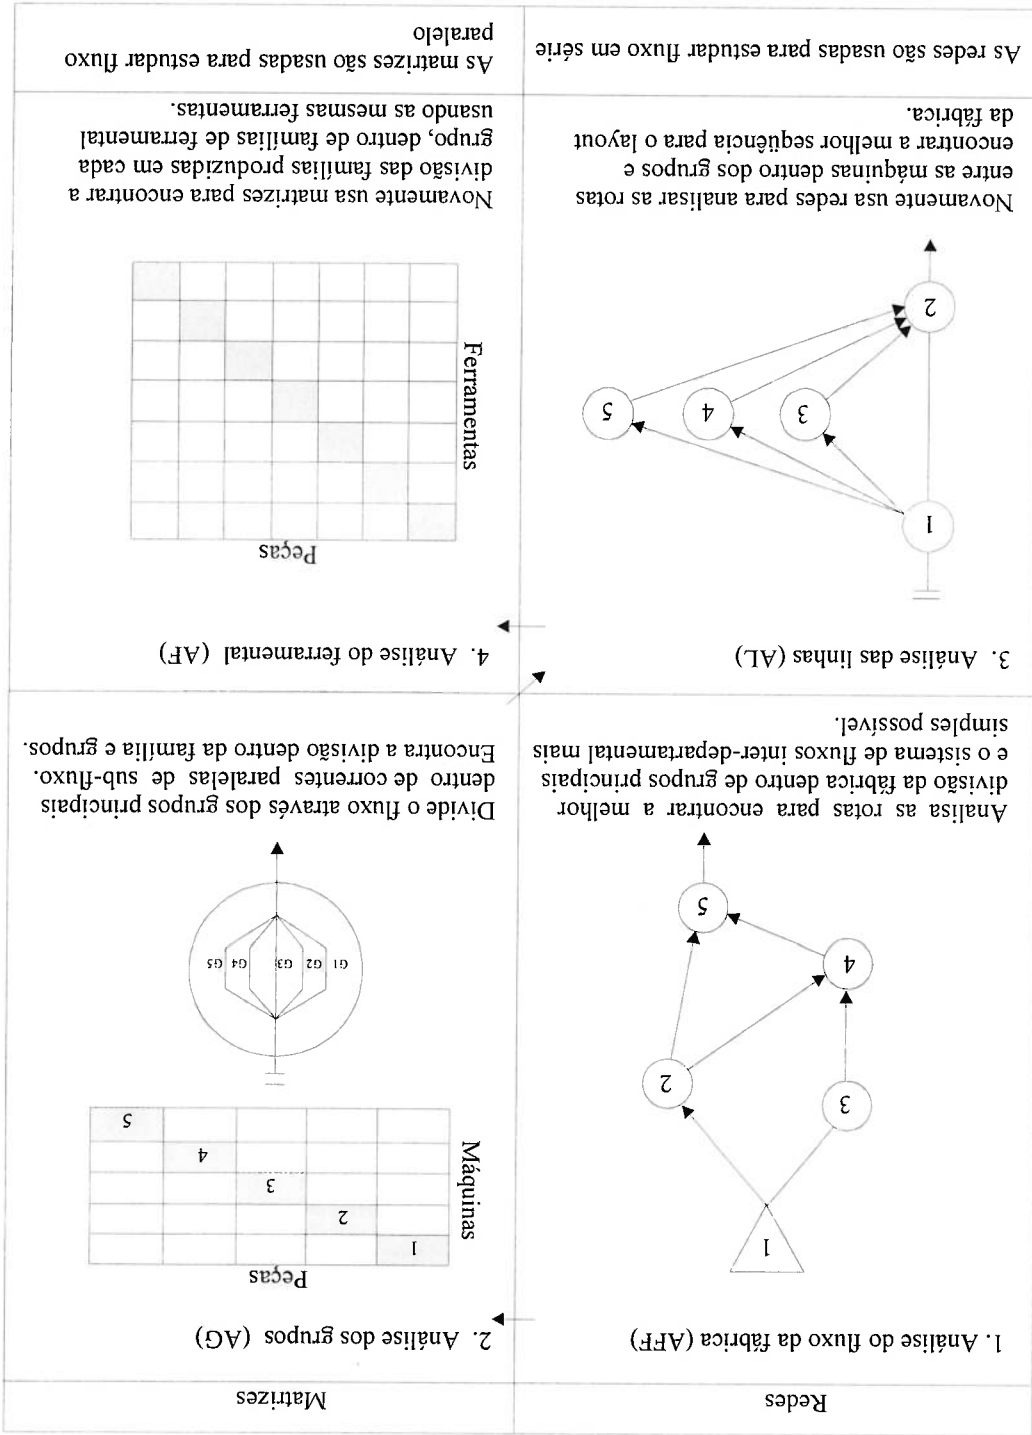 Redes
Matrizes
1. Análise do fluxo da fábrica (AFF)
1
3
2
4
5
Analisa as rotas para encontrar a melhor
divisão da fábrica dentro de grupos principais
e o sistema de fluxos inter-departamental mais
simples possível.
2. Análise dos grupos (AG)
Peças
Máquinas
1
2
3
4
5
G1 G2 G3 G4 G5
Divide o fluxo através dos grupos principais
dentro de correntes paralelas de sub-fluxo.
Encontra a divisão dentro da família e grupos.
3. Análise das linhas (AL)
1
3
4
5
2
Novamente usa redes para analisar as rotas
entre as máquinas dentro dos grupos e
encontrar a melhor seqüência para o layout
da fábrica.
4. Análise do ferramental (AF)
Peças
Ferramentas
Novamente usa matrizes para encontrar a
divisão das famílias produzidas em cada
grupo, dentro de famílias de ferramental
usando as mesmas ferramentas.
As redes são usadas para estudar fluxo em série
As matrizes são usadas para estudar fluxo
paralelo